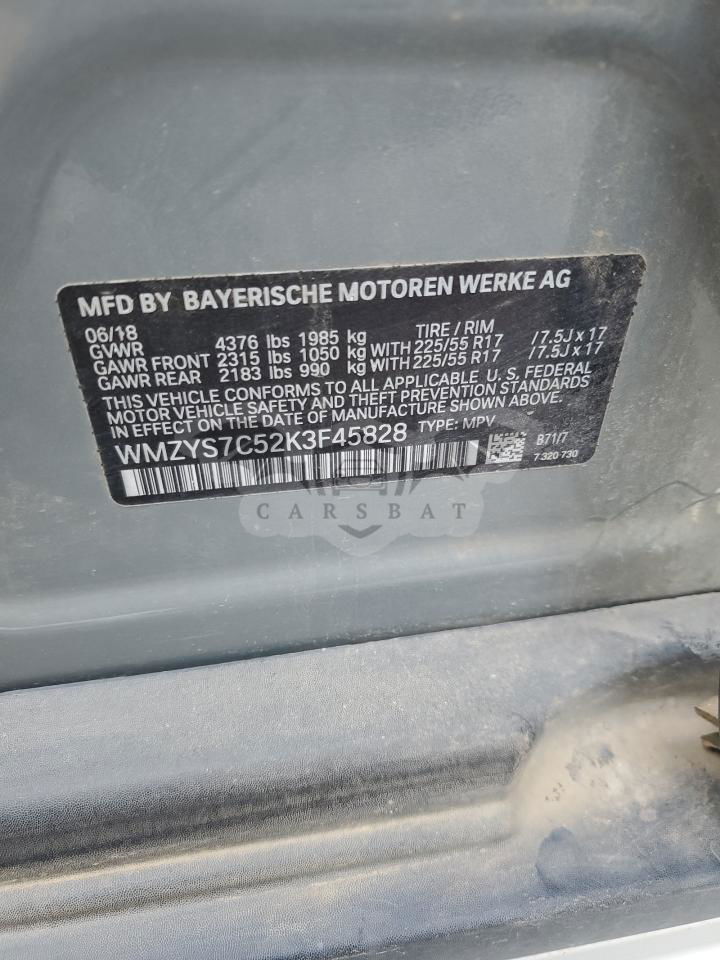 MFD BY BAYERISCHE MOTOREN WERKE AG
06/18 TIRE / RIM
GVWR 4376 lbs 1985 kg
GAWR FRONT 2315 lbs 1050 kg WITH 225/55 R17 /7.5J x 17
GAWR REAR 2183 lbs 990 kg WITH 225/55 R17 /7.5J x 17
THIS VEHICLE CONFORMS TO ALL APPLICABLE U. S. FEDERAL
MOTOR VEHICLE SAFETY AND THEFT PREVENTION STANDARDS
IN EFFECT ON THE DATE OF MANUFACTURE SHOWN ABOVE.
WMZYS7C52K3F45828 TYPE: MPV
B71/7
7 320 730
CARSBAT